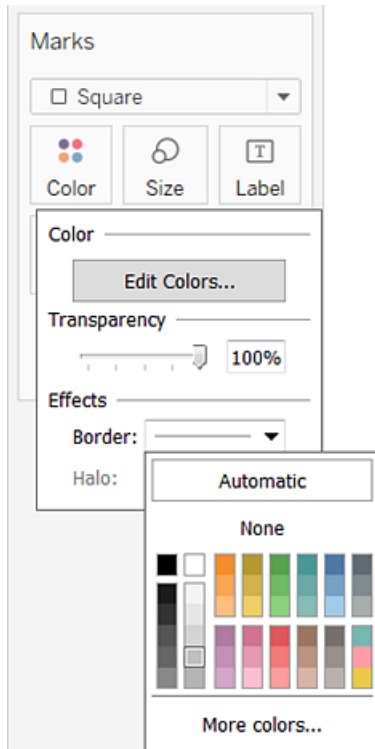 Marks
Square
Color Size Label
T
Color
Edit Colors...
Transparency
100%
Effects
Border:
Halo:
Automatic
None
More colors...